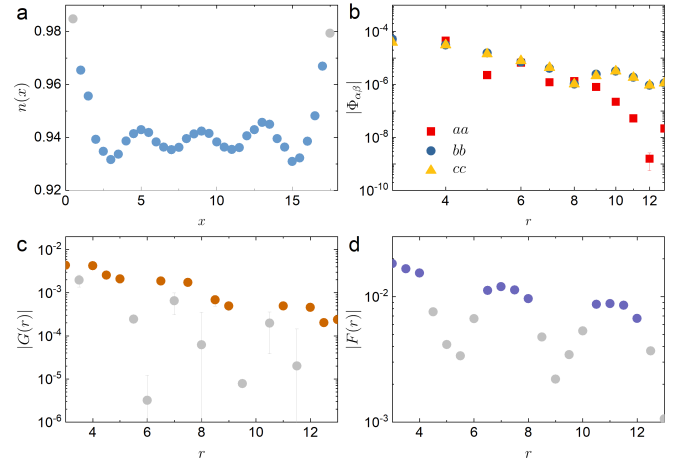 a
0.98
0.96
0.94
0.92
n(x)
0
5
10
15
x
b
10⁻⁴
10⁻⁶
10⁻⁸
10⁻¹⁰
|Φαβ|
aa
bb
cc
4
6
8
10
12
r
c
10⁻²
10⁻³
10⁻⁴
10⁻⁵
10⁻⁶
|G(r)|
4
6
8
10
12
r
d
10⁻²
10⁻³
|F(r)|
4
6
8
10
12
r